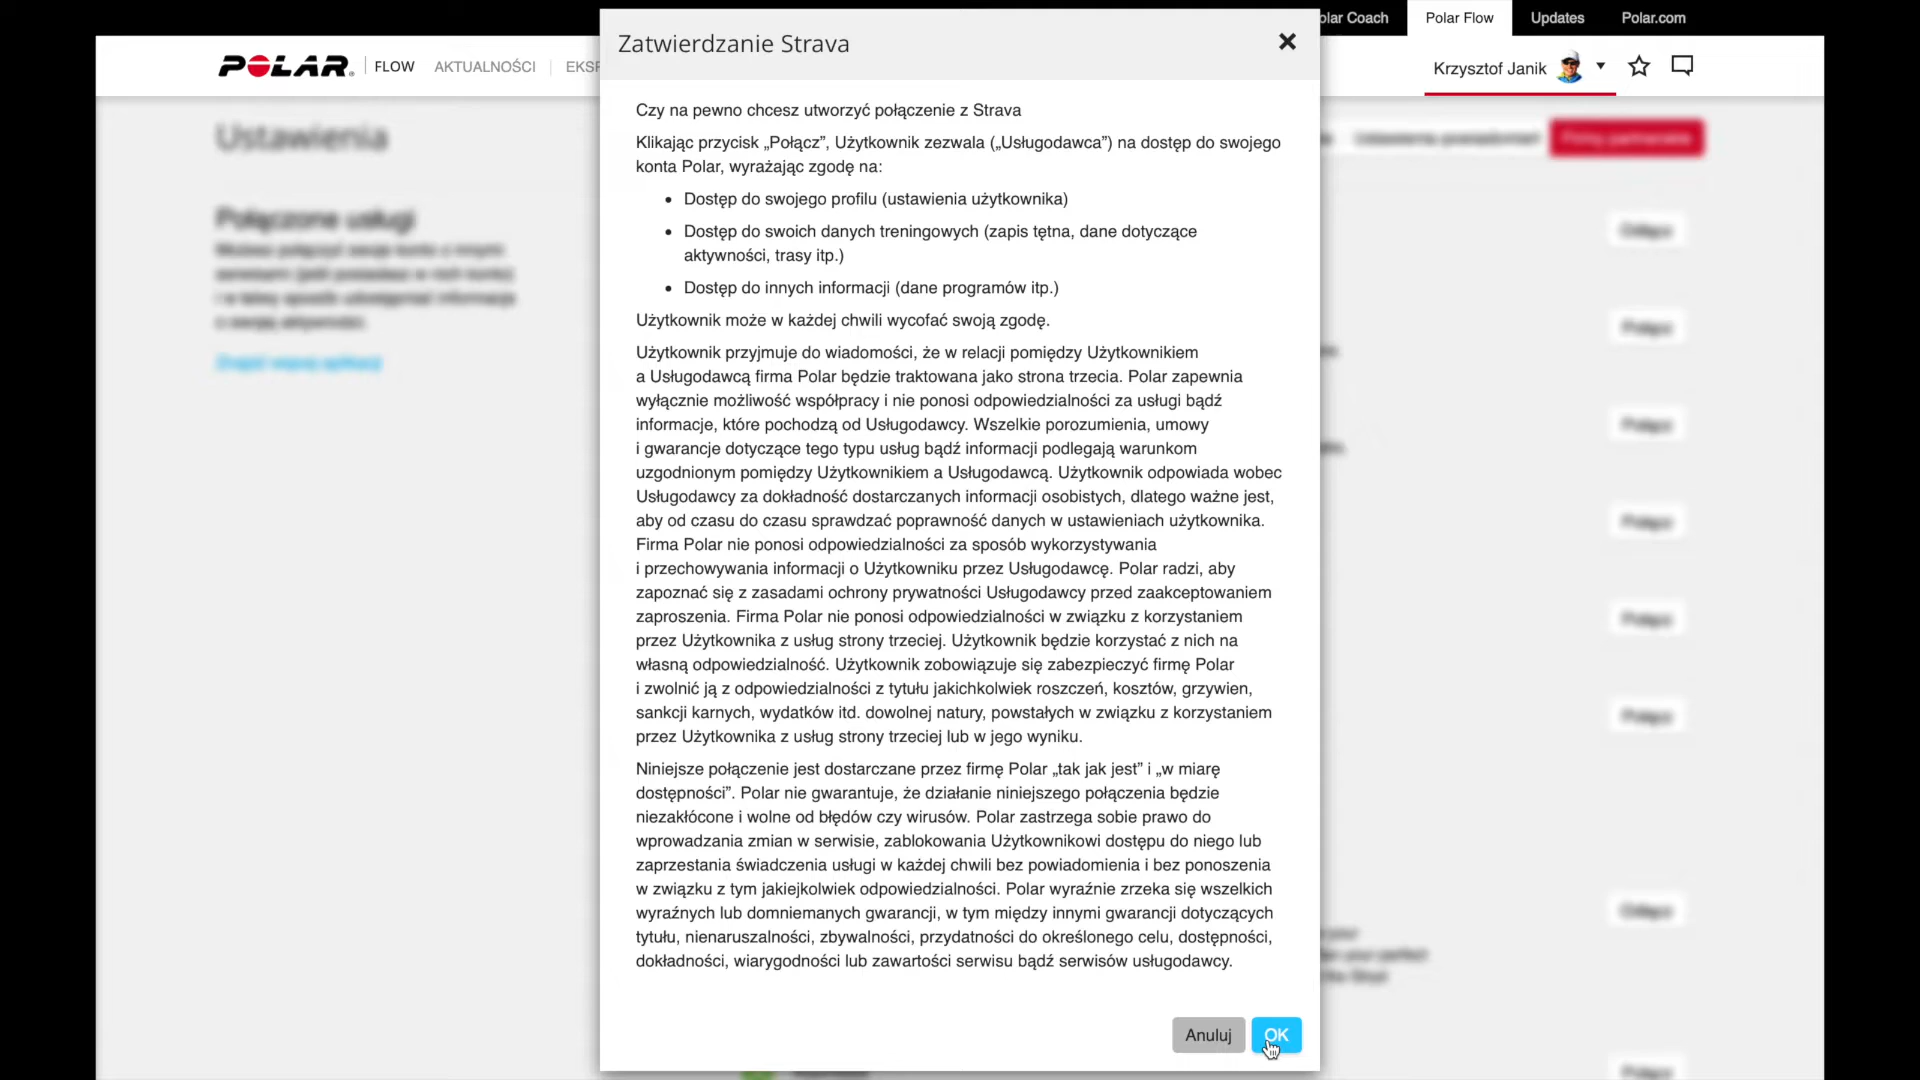 olar Coach
Polar Flow
Updates
Polar.com
POLAR
FLOW
AKTUALNOŚCI
Krzysztof Janik
Zatwierdzanie Strava
Ustawienia
Połączone usługi
Czy na pewno chcesz utworzyć połączenie z Strava
Klikając przycisk „Połącz”, Użytkownik zezwala („Usługodawca”) na dostęp do swojego
konta Polar, wyrażając zgodę na:
• Dostęp do swojego profilu (ustawienia użytkownika)
• Dostęp do swoich danych treningowych (zapis tętna, dane dotyczące
aktywności, trasy itp.)
• Dostęp do innych informacji (dane programów itp.)
Użytkownik może w każdej chwili wycofać swoją zgodę.
Użytkownik przyjmuje do wiadomości, że w relacji pomiędzy Użytkownikiem
a Usługodawcą firma Polar będzie traktowana jako strona trzecia. Polar zapewnia
wyłącznie możliwość współpracy i nie ponosi odpowiedzialności za usługi bądź
informacje, które pochodzą od Usługodawcy. Wszelkie porozumienia, umowy
i gwarancje dotyczące tego typu usług bądź informacji podlegają warunkom
uzgodnionym pomiędzy Użytkownikiem a Usługodawcą. Użytkownik odpowiada wobec
Usługodawcy za dokładność dostarczanych informacji osobistych, dlatego ważne jest,
aby od czasu do czasu sprawdzać poprawność danych w ustawieniach użytkownika.
Firma Polar nie ponosi odpowiedzialności za sposób wykorzystywania
i przechowywania informacji o Użytkowniku przez Usługodawcę. Polar radzi, aby
zapoznać się z zasadami ochrony prywatności Usługodawcy przed zaakceptowaniem
zaproszenia. Firma Polar nie ponosi odpowiedzialności w związku z korzystaniem
przez Użytkownika z usług strony trzeciej. Użytkownik będzie korzystać z nich na
własną odpowiedzialność. Użytkownik zobowiązuje się zabezpieczyć firmę Polar
i zwolnić ją z odpowiedzialności z tytułu jakichkolwiek roszczeń, kosztów, grzywien,
sankcji karnych, wydatków itd. dowolnej natury, powstałych w związku z korzystaniem
przez Użytkownika z usług strony trzeciej lub w jego wyniku.
Niniejsze połączenie jest dostarczane przez firmę Polar „tak jak jest” i „w miarę
dostępności”. Polar nie gwarantuje, że działanie niniejszego połączenia będzie
niezakłócone i wolne od błędów czy wirusów. Polar zastrzega sobie prawo do
wprowadzania zmian w serwisie, zablokowania Użytkownikowi dostępu do niego lub
zaprzestania świadczenia usługi w każdej chwili bez powiadomienia i bez ponoszenia
w związku z tym jakiejkolwiek odpowiedzialności. Polar wyraźnie zrzeka się wszelkich
wyraźnych lub domniemanych gwarancji, w tym między innymi gwarancji dotyczących
tytułu, nienaruszalności, zbywalności, przydatności do określonego celu, dostępności,
dokładności, wiarygodności lub zawartości serwisu bądź serwisów usługodawcy.
Anuluj
OK